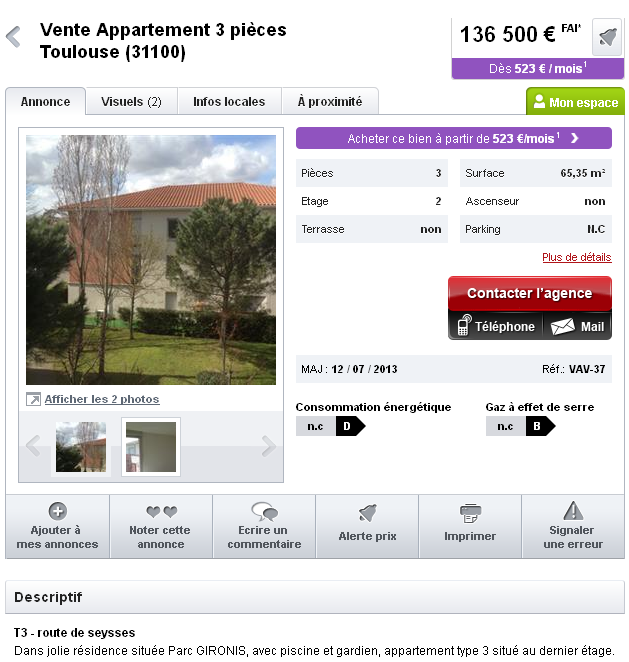 Vente Appartement 3 pièces
Toulouse (31100)
136 500 € FAI*
Dès 523 € / mois 1
Annonce
Visuels (2)
Infos locales
À proximité
Mon espace
Acheter ce bien à partir de 523 €/mois 1
Pièces 3
Surface 65,35 m²
Etage 2
Ascenseur non
Terrasse non
Parking N.C
Plus de détails
Contacter l'agence
Téléphone
Mail
MAJ : 12 / 07 / 2013
Réf.: VAV-37
Afficher les 2 photos
Consommation énergétique
n.c D
Gaz à effet de serre
n.c B
Ajouter à
mes annonces
Noter cette
annonce
Ecrire un
commentaire
Alerte prix
Imprimer
Signaler
une erreur
Descriptif
T3 - route de seysses
Dans jolie résidence située Parc GIRONIS, avec piscine et gardien, appartement type 3 situé au dernier étage.